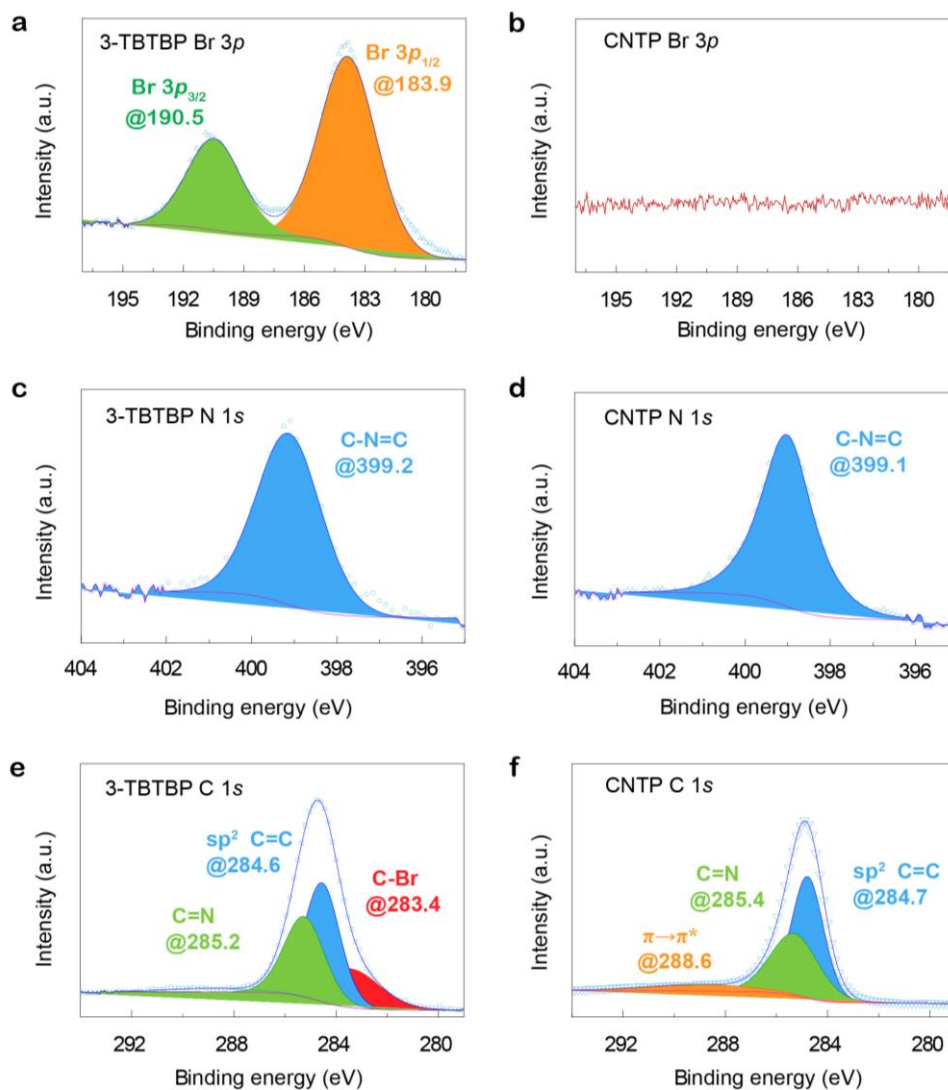 a
3-TBTBP Br 3p
Br 3p3/2
@190.5
Br 3p1/2
@183.9
Intensity (a.u.)
195 192 189 186 183 180
Binding energy (eV)
b
CNTP Br 3p
Intensity (a.u.)
195 192 189 186 183 180
Binding energy (eV)
c
3-TBTBP N 1s
C-N=C
@399.2
Intensity (a.u.)
404 402 400 398 396
Binding energy (eV)
d
CNTP N 1s
C-N=C
@399.1
Intensity (a.u.)
404 402 400 398 396
Binding energy (eV)
e
3-TBTBP C 1s
sp² C=C
@284.6
C-Br
@283.4
C=N
@285.2
Intensity (a.u.)
292 288 284 280
Binding energy (eV)
f
CNTP C 1s
C=N
@285.4
sp² C=C
@284.7
π→π*
@288.6
Intensity (a.u.)
292 288 284 280
Binding energy (eV)